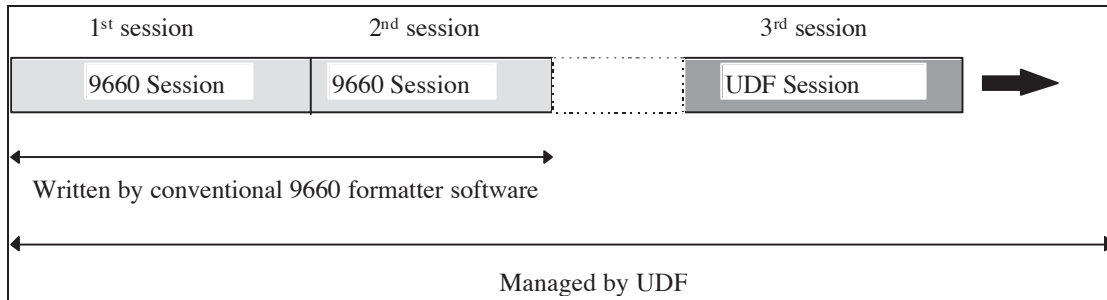 1st session 2nd session 3rd session
9660 Session 9660 Session UDF Session
Written by conventional 9660 formatter software
Managed by UDF